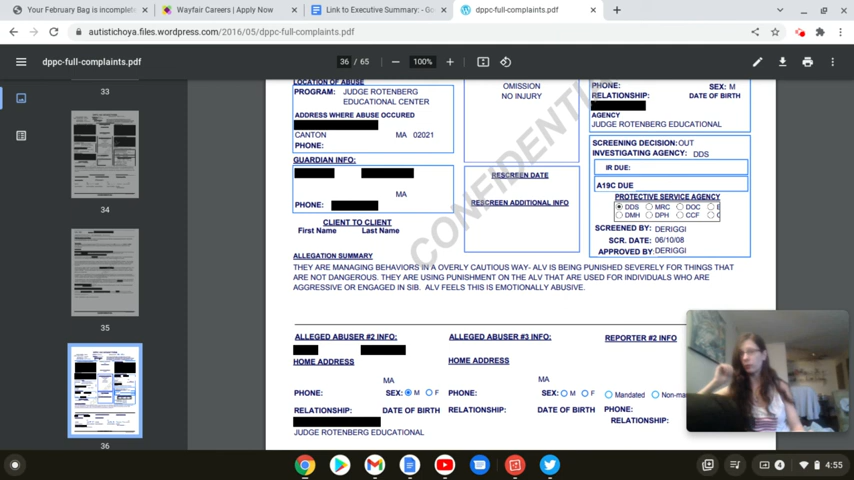 Your February Bag is incomplete
Wayfair Careers | Apply Now
Link to Executive Summary: - Go
dppc-full-complaints.pdf
autistichoya.files.wordpress.com/2016/05/dppc-full-complaints.pdf
dppc-full-complaints.pdf
36 / 65
100%
33
34
35
36
LOCATION OF ABUSE
PROGRAM: JUDGE ROTENBERG
EDUCATIONAL CENTER
ADDRESS WHERE ABUSE OCCURED
CANTON MA 02021
PHONE:
GUARDIAN INFO:
MA
PHONE:
CLIENT TO CLIENT
First Name Last Name
OMISSION
NO INJURY
RESCREEN DATE
RESCREEN ADDITIONAL INFO
PHONE: SEX: M
RELATIONSHIP: DATE OF BIRTH
AGENCY
JUDGE ROTENBERG EDUCATIONAL
SCREENING DECISION: OUT
INVESTIGATING AGENCY: DDS
IR DUE:
A19C DUE
PROTECTIVE SERVICE AGENCY
DDS MRC DOC
DMH DPH CCF
SCREENED BY: DERIGGI
SCR. DATE: 06/10/08
APPROVED BY: DERIGGI
CONFIDENTI
ALLEGATION SUMMARY
THEY ARE MANAGING BEHAVIORS IN A OVERLY CAUTIOUS WAY- ALV IS BEING PUNISHED SEVERELY FOR THINGS THAT
ARE NOT DANGEROUS. THEY ARE USING PUNISHMENT ON THE ALV THAT ARE USED FOR INDIVIDUALS WHO ARE
AGGRESSIVE OR ENGAGED IN SIB. ALV FEELS THIS IS EMOTIONALLY ABUSIVE.
ALLEGED ABUSER #2 INFO: ALLEGED ABUSER #3 INFO: REPORTER #2 INFO
HOME ADDRESS HOME ADDRESS
MA MA
PHONE: SEX: M F PHONE: SEX: M F Mandated Non-ma
RELATIONSHIP: DATE OF BIRTH RELATIONSHIP: DATE OF BIRTH PHONE:
RELATIONSHIP:
JUDGE ROTENBERG EDUCATIONAL
4
4:55